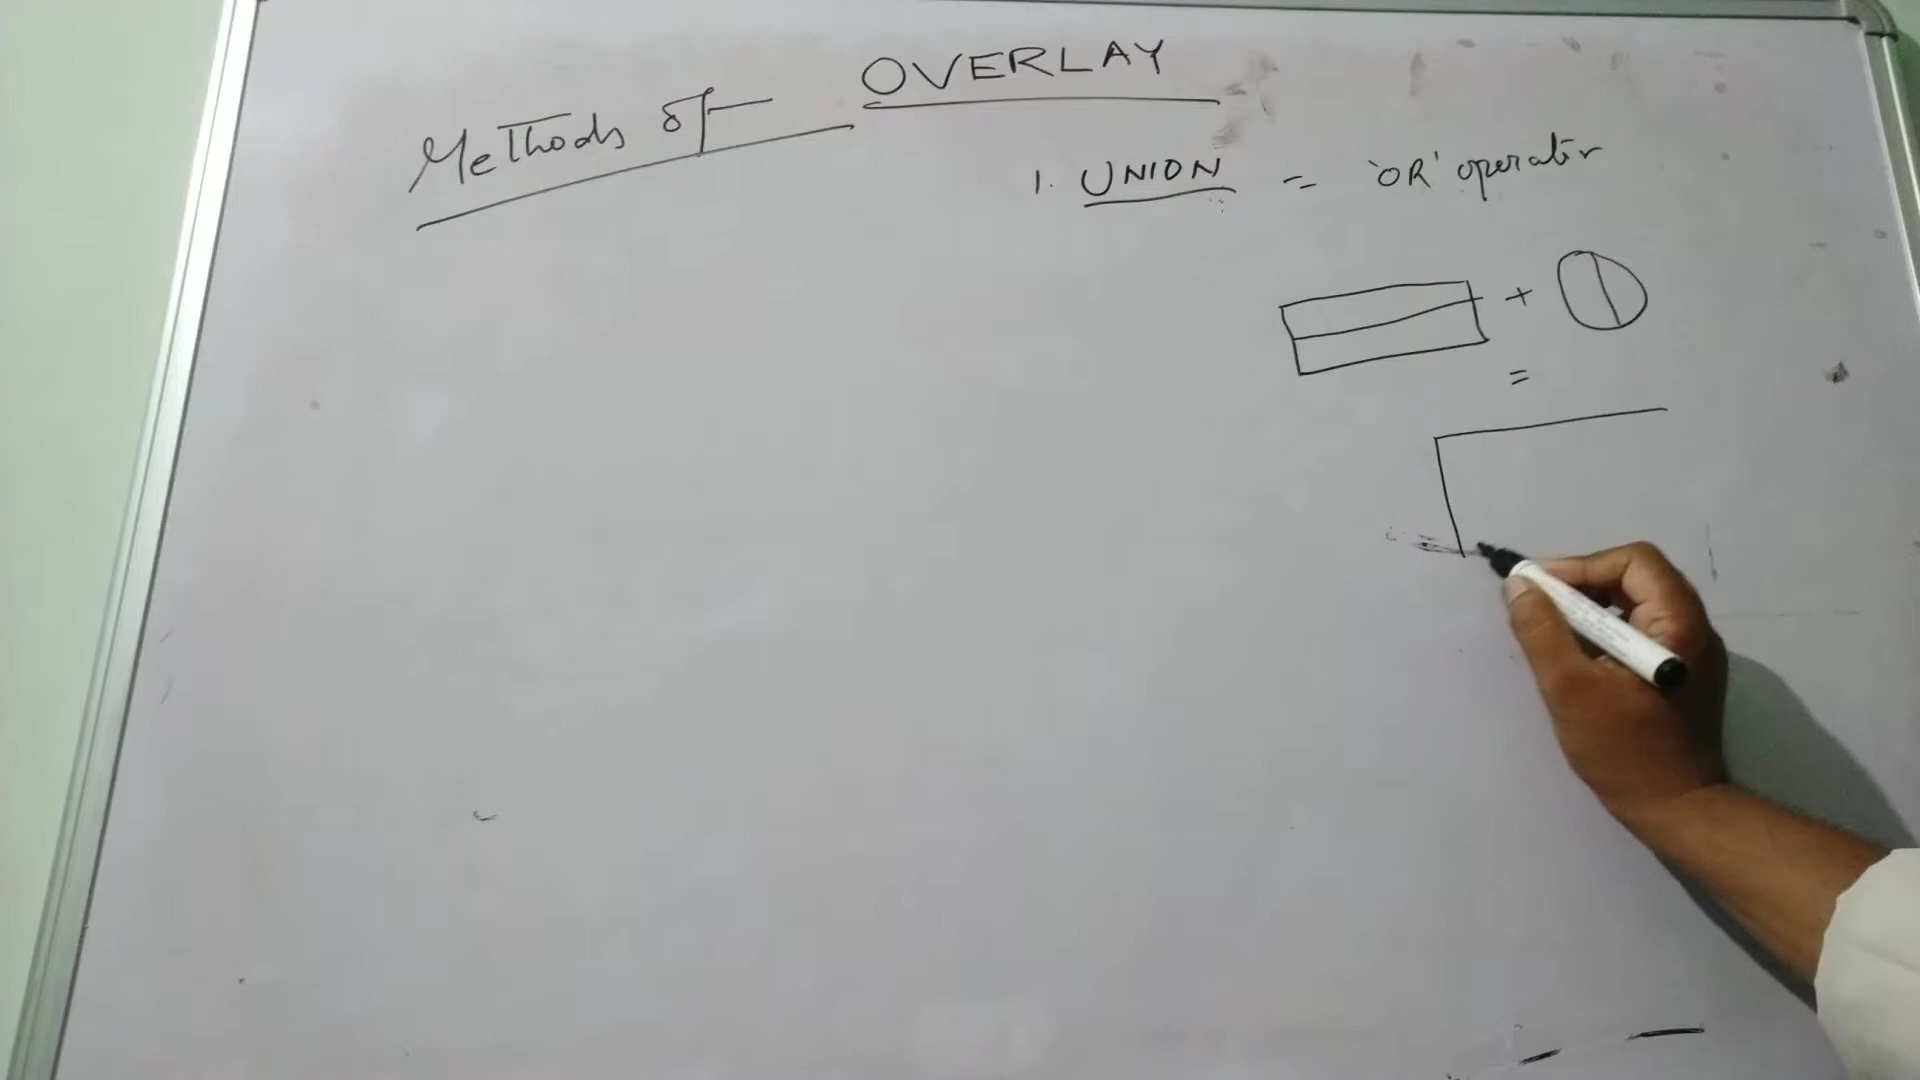 Methods of OVERLAY
1. UNION = 'OR' operator
+
=